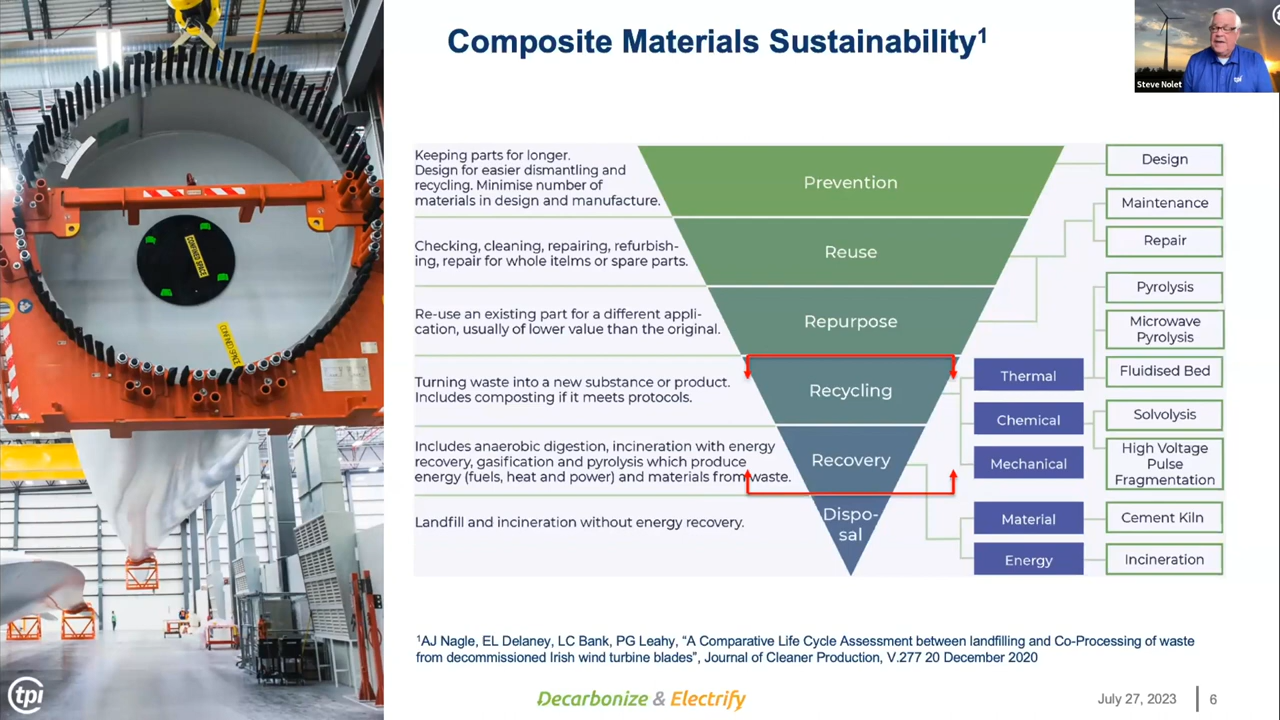 Composite Materials Sustainability¹
Steve Nolet
tpi
Keeping parts for longer.
Design for easier dismantling and
recycling. Minimise number of
materials in design and manufacture.
Prevention
Design
Checking, cleaning, repairing, refurbish-
ing, repair for whole itelms or spare parts.
Reuse
Maintenance
Repair
Re-use an existing part for a different appli-
cation, usually of lower value than the original.
Repurpose
Turning waste into a new substance or product.
Includes composting if it meets protocols.
Recycling
Thermal
Chemical
Mechanical
Pyrolysis
Microwave
Pyrolysis
Fluidised Bed
Solvolysis
High Voltage
Pulse
Fragmentation
Includes anaerobic digestion, incineration with energy
recovery, gasification and pyrolysis which produce
energy (fuels, heat and power) and materials from waste.
Recovery
Material
Energy
Cement Kiln
Incineration
Landfill and incineration without energy recovery.
Dispo-
sal
CONFINED SPACE
CONFINED SPACE
¹AJ Nagle, EL Delaney, LC Bank, PG Leahy, “A Comparative Life Cycle Assessment between landfilling and Co-Processing of waste
from decommissioned Irish wind turbine blades”, Journal of Cleaner Production, V.277 20 December 2020
tpi
Decarbonize & Electrify
July 27, 2023
6